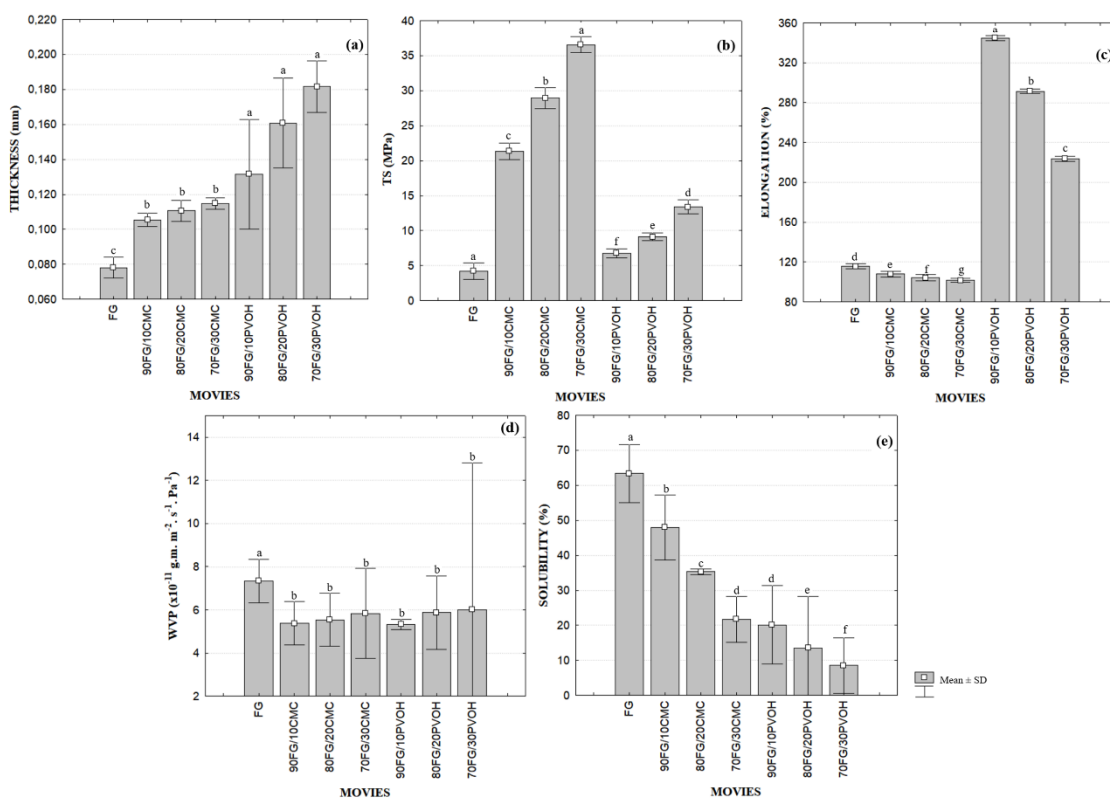 (a)
THICKNESS (mm)
0,220
0,200
0,180
0,160
0,140
0,120
0,100
0,080
0,060
c
b
b
b
a
a
a
FG
90FG/10CMC
80FG/20CMC
70FG/30CMC
90FG/10PVOH
80FG/20PVOH
70FG/30PVOH
MOVIES
(b)
TS (MPa)
40
35
30
25
20
15
10
5
0
a
c
b
a
f
e
d
FG
90FG/10CMC
80FG/20CMC
70FG/30CMC
90FG/10PVOH
80FG/20PVOH
70FG/30PVOH
MOVIES
(c)
ELONGATION (%)
360
320
280
240
200
160
120
80
d
e
f
g
a
b
c
FG
90FG/10CMC
80FG/20CMC
70FG/30CMC
90FG/10PVOH
80FG/20PVOH
70FG/30PVOH
MOVIES
(d)
WVP (x10⁻¹¹ g.m. m⁻². s⁻¹. Pa⁻¹)
14
12
10
8
6
4
2
a
b
b
b
b
b
b
FG
90FG/10CMC
80FG/20CMC
70FG/30CMC
90FG/10PVOH
80FG/20PVOH
70FG/30PVOH
MOVIES
(e)
SOLUBILITY (%)
80
70
60
50
40
30
20
10
0
a
b
c
d
d
e
f
FG
90FG/10CMC
80FG/20CMC
70FG/30CMC
90FG/10PVOH
80FG/20PVOH
70FG/30PVOH
MOVIES
Mean ± SD